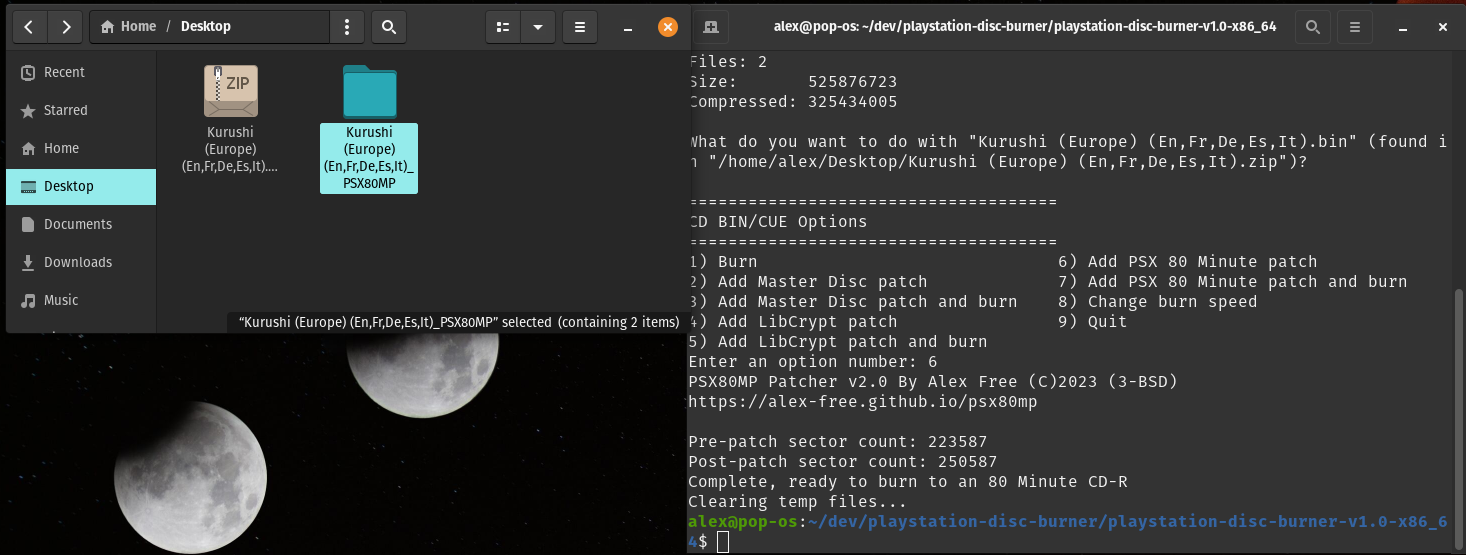 Home / Desktop
Recent
Starred
Home
Desktop
Documents
Downloads
Music
ZIP
Kurushi
(Europe)
(En,Fr,De,Es,It)....
Kurushi
(Europe)
(En,Fr,De,Es,It)_
PSX80MP
“Kurushi (Europe) (En,Fr,De,Es,It)_PSX80MP” selected (containing 2 items)
alex@pop-os: ~/dev/playstation-disc-burner/playstation-disc-burner-v1.0-x86_64
Files: 2
Size:       525876723
Compressed: 325434005
What do you want to do with "Kurushi (Europe) (En,Fr,De,Es,It).bin" (found i
n "/home/alex/Desktop/Kurushi (Europe) (En,Fr,De,Es,It).zip")?
=====================================
CD BIN/CUE Options
=====================================
1) Burn                              6) Add PSX 80 Minute patch
2) Add Master Disc patch             7) Add PSX 80 Minute patch and burn
3) Add Master Disc patch and burn    8) Change burn speed
4) Add LibCrypt patch                9) Quit
5) Add LibCrypt patch and burn
Enter an option number: 6
PSX80MP Patcher v2.0 By Alex Free (C)2023 (3-BSD)
https://alex-free.github.io/psx80mp
Pre-patch sector count: 223587
Post-patch sector count: 250587
Complete, ready to burn to an 80 Minute CD-R
Clearing temp files...
alex@pop-os:~/dev/playstation-disc-burner/playstation-disc-burner-v1.0-x86_6
4$